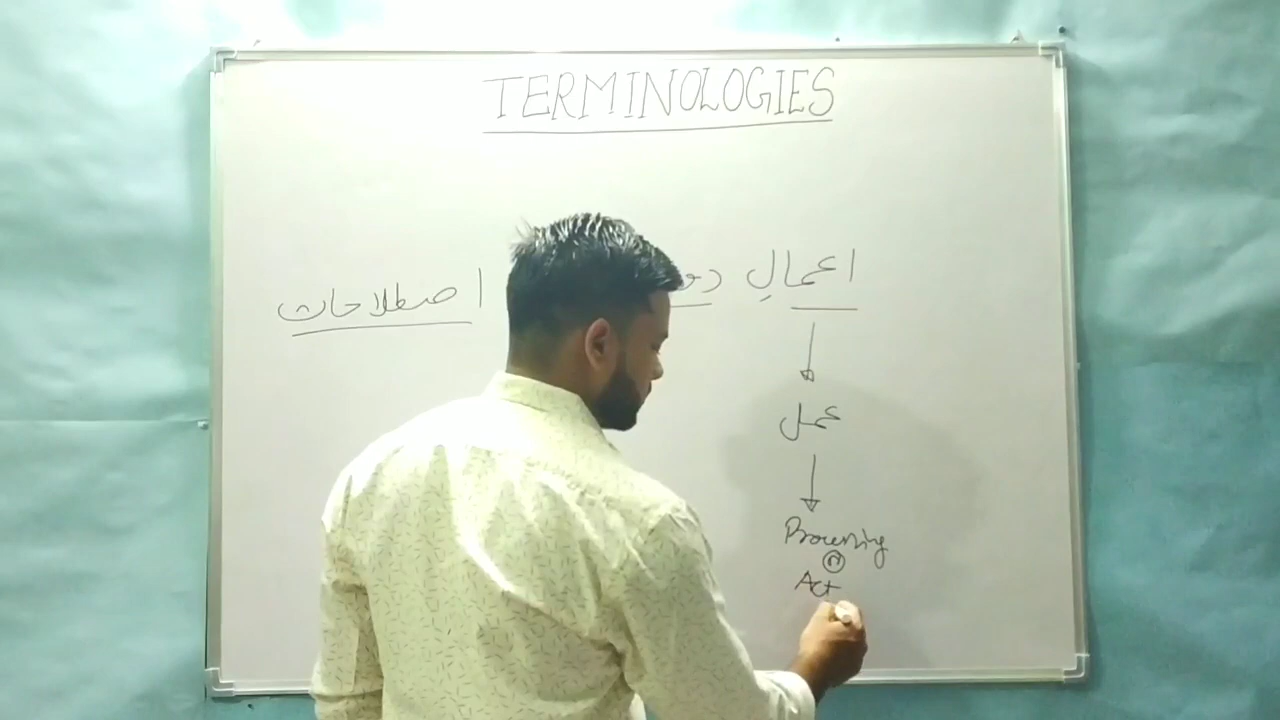 TERMINOLOGIES
اعمالِ
اصطلاحات
عمل
Processing
Act